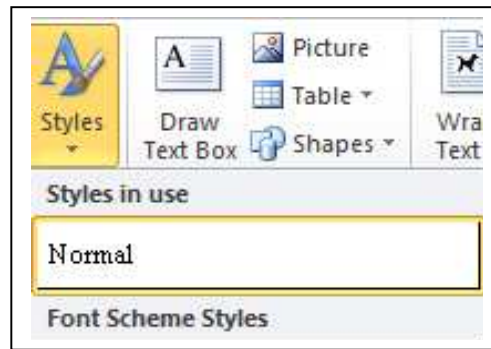 A
A
Picture
Table
Styles
Draw
Text Box
Shapes
Wra
Text
Styles in use
Normal
Font Scheme Styles